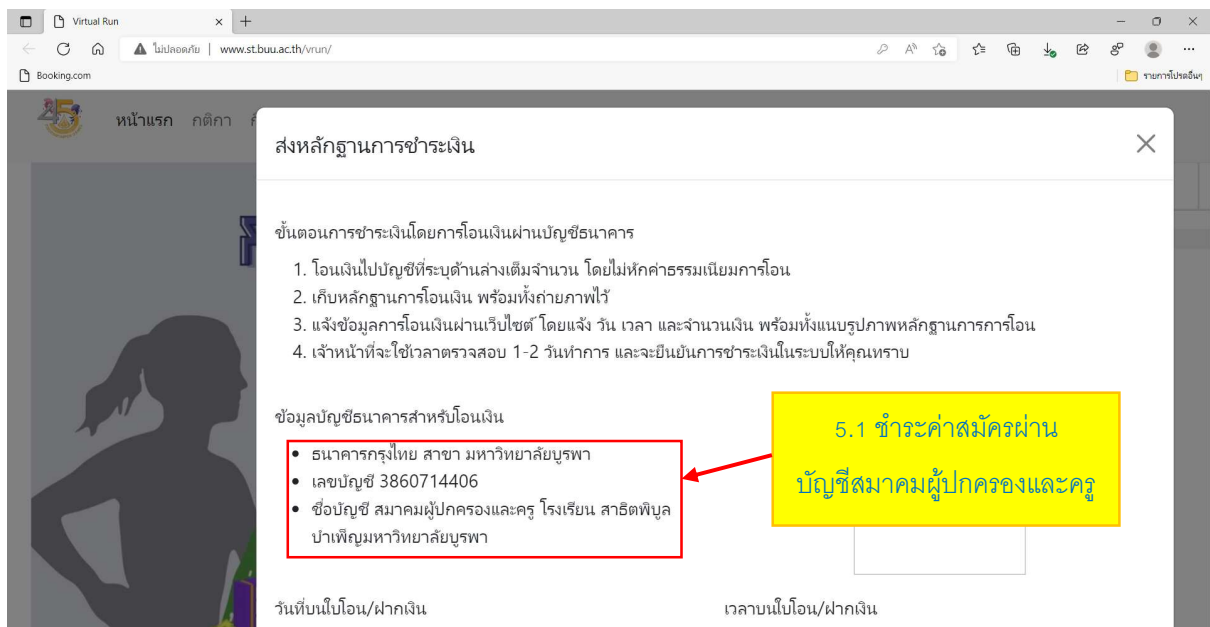 Virtual Run
ไม่ปลอดภัย | www.st.buu.ac.th/vrun/
Booking.com
รายการโปรดอื่นๆ
หน้าแรก กติกา
ส่งหลักฐานการชำระเงิน
ขั้นตอนการชำระเงินโดยการโอนเงินผ่านบัญชีธนาคาร
1. โอนเงินไปบัญชีที่ระบุด้านล่างเต็มจำนวน โดยไม่หักค่าธรรมเนียมการโอน
2. เก็บหลักฐานการโอนเงิน พร้อมทั้งถ่ายภาพไว้
3. แจ้งข้อมูลการโอนเงินผ่านเว็บไซต์ โดยแจ้ง วัน เวลา และจำนวนเงิน พร้อมทั้งแนบรูปภาพหลักฐานการการโอน
4. เจ้าหน้าที่จะใช้เวลาตรวจสอบ 1-2 วันทำการ และจะยืนยันการชำระเงินในระบบให้คุณทราบ
ข้อมูลบัญชีธนาคารสำหรับโอนเงิน
• ธนาคารกรุงไทย สาขา มหาวิทยาลัยบูรพา
• เลขบัญชี 3860714406
• ชื่อบัญชี สมาคมผู้ปกครองและครู โรงเรียน สาธิตพิบูล
บำเพ็ญมหาวิทยาลัยบูรพา
5.1 ชำระค่าสมัครผ่าน
บัญชีสมาคมผู้ปกครองและครู
วันที่บนใบโอน/ฝากเงิน
เวลาบนใบโอน/ฝากเงิน